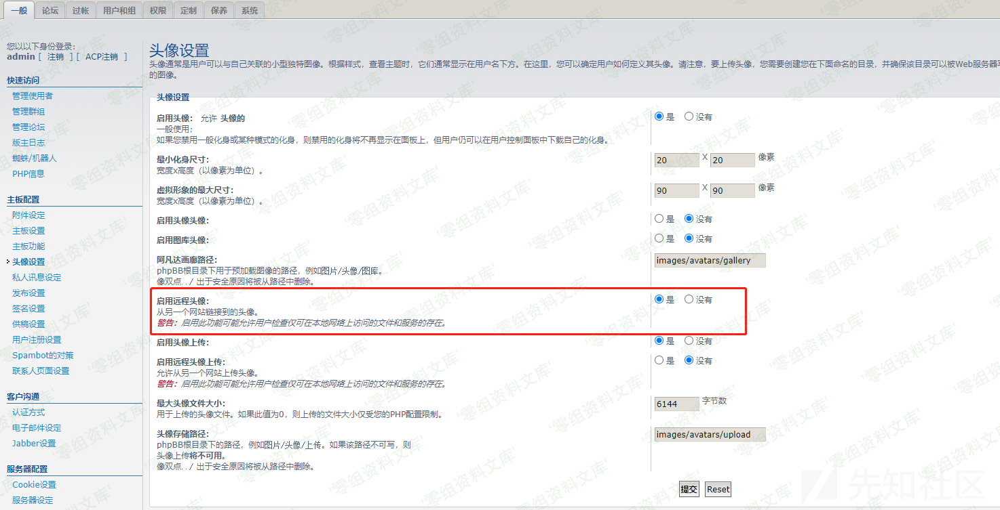 一般 论坛 过帐 用户和组 权限 定制 保养 系统
您以以下身份登录：
admin [ 注销 ] [ ACP注销 ]
快速访问
管理使用者
管理群组
管理论坛
版主日志
蜘蛛/机器人
PHP信息
主板配置
附件设定
主板设置
主板功能
头像设置
私人讯息设定
发布设置
签名设置
供稿设置
用户注册设置
Spambot的对策
联系人页面设置
客户沟通
认证方式
电子邮件设定
Jabber设置
服务器配置
Cookie设置
服务器设定
头像设置
头像通常是用户可以与自己关联的小型独特图像。根据样式，查看主题时，它们通常显示在用户名下方。在这里，您可以确定用户如何定义其头像。请注意，要上传头像，您需要创建您在下面命名的目录，并确保该目录可以被Web服务器写
的图像。
头像设置
启用头像： 允许 头像的 是 没有
一般使用；
如果您禁用一般化身或某种模式的化身，则禁用的化身将不再显示在面板上，但用户仍可以在用户控制面板中下载自己的化身。
最小化身尺寸： 20 X 20 像素
宽度x高度（以像素为单位）。
虚拟形象的最大尺寸： 90 X 90 像素
宽度x高度（以像素为单位）。
启用头像头像： 是 没有
启用图库头像： 是 没有
阿凡达画廊路径： images/avatars/gallery
phpBB根目录下用于预加载图像的路径，例如图片/头像/图库。
像双点../ 出于安全原因将被从路径中删除。
启用远程头像： 是 没有
从另一个网站链接到的头像。
警告：启用此功能可能允许用户检查仅可在本地网络上访问的文件和服务的存在。
启用头像上传： 是 没有
启用远程头像上传： 是 没有
允许从另一个网站上传头像。
警告：启用此功能可能允许用户检查仅可在本地网络上访问的文件和服务的存在。
最大头像文件大小： 6144 字节数
用于上传的头像文件。如果此值为0，则上传的文件大小仅受您的PHP配置限制。
头像存储路径： images/avatars/upload
phpBB根目录下的路径，例如图片/头像/上传。如果该路径不可写，则
头像上传将不可用。
像双点../ 出于安全原因将被从路径中删除。
提交 Reset
零组资料文库
先知社区